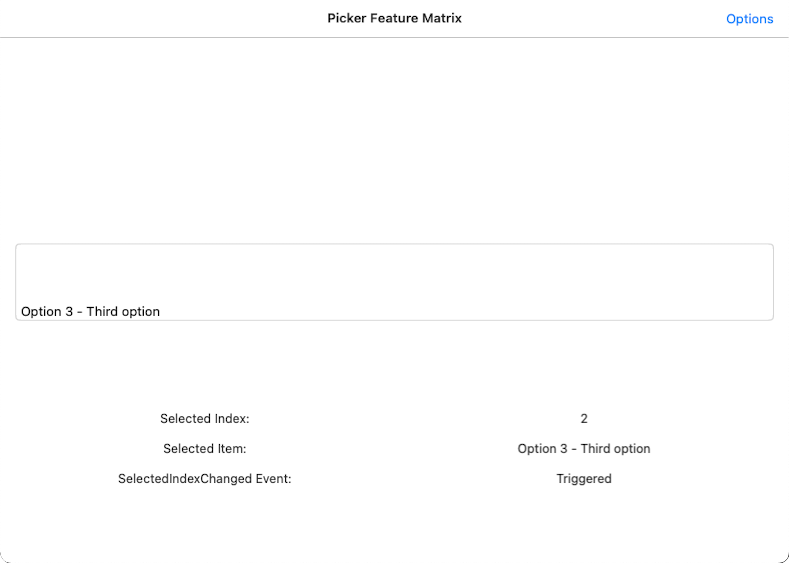 Picker Feature Matrix
Options
Option 3 - Third option
Selected Index: 2
Selected Item: Option 3 - Third option
SelectedIndexChanged Event: Triggered